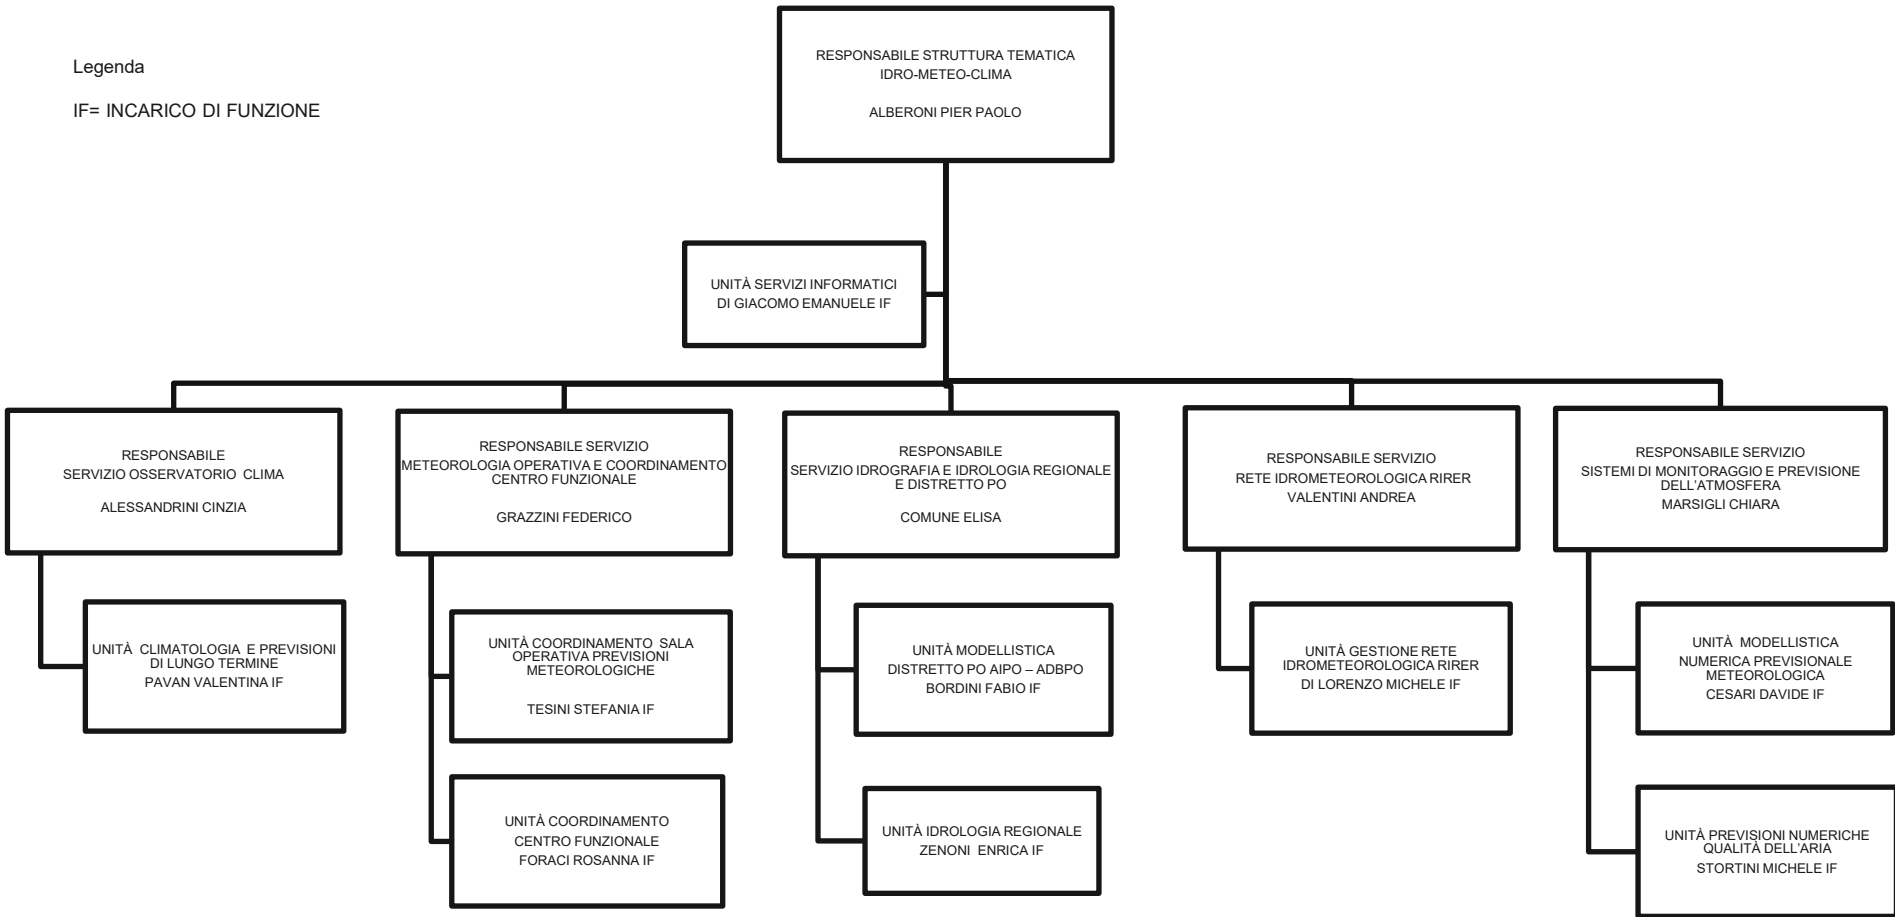 Legenda
IF= INCARICO DI FUNZIONE
RESPONSABILE STRUTTURA TEMATICA
IDRO-METEO-CLIMA
ALBERONI PIER PAOLO
UNITÀ SERVIZI INFORMATICI
DI GIACOMO EMANUELE IF
RESPONSABILE
SERVIZIO OSSERVATORIO CLIMA
ALESSANDRINI CINZIA
RESPONSABILE SERVIZIO
METEOROLOGIA OPERATIVA E COORDINAMENTO
CENTRO FUNZIONALE
GRAZZINI FEDERICO
RESPONSABILE
SERVIZIO IDROGRAFIA E IDROLOGIA REGIONALE
E DISTRETTO PO
COMUNE ELISA
RESPONSABILE SERVIZIO
RETE IDROMETEOROLOGICA RIRER
VALENTINI ANDREA
RESPONSABILE SERVIZIO
SISTEMI DI MONITORAGGIO E PREVISIONE
DELL'ATMOSFERA
MARSIGLI CHIARA
UNITÀ CLIMATOLOGIA E PREVISIONI
DI LUNGO TERMINE
PAVAN VALENTINA IF
UNITÀ COORDINAMENTO SALA
OPERATIVA PREVISIONI
METEOROLOGICHE
TESINI STEFANIA IF
UNITÀ MODELLISTICA
DISTRETTO PO AIPO – ADBPO
BORDINI FABIO IF
UNITÀ GESTIONE RETE
IDROMETEOROLOGICA RIRER
DI LORENZO MICHELE IF
UNITÀ MODELLISTICA
NUMERICA PREVISIONALE
METEOROLOGICA
CESARI DAVIDE IF
UNITÀ COORDINAMENTO
CENTRO FUNZIONALE
FORACI ROSANNA IF
UNITÀ IDROLOGIA REGIONALE
ZENONI ENRICA IF
UNITÀ PREVISIONI NUMERICHE
QUALITÀ DELL'ARIA
STORTINI MICHELE IF